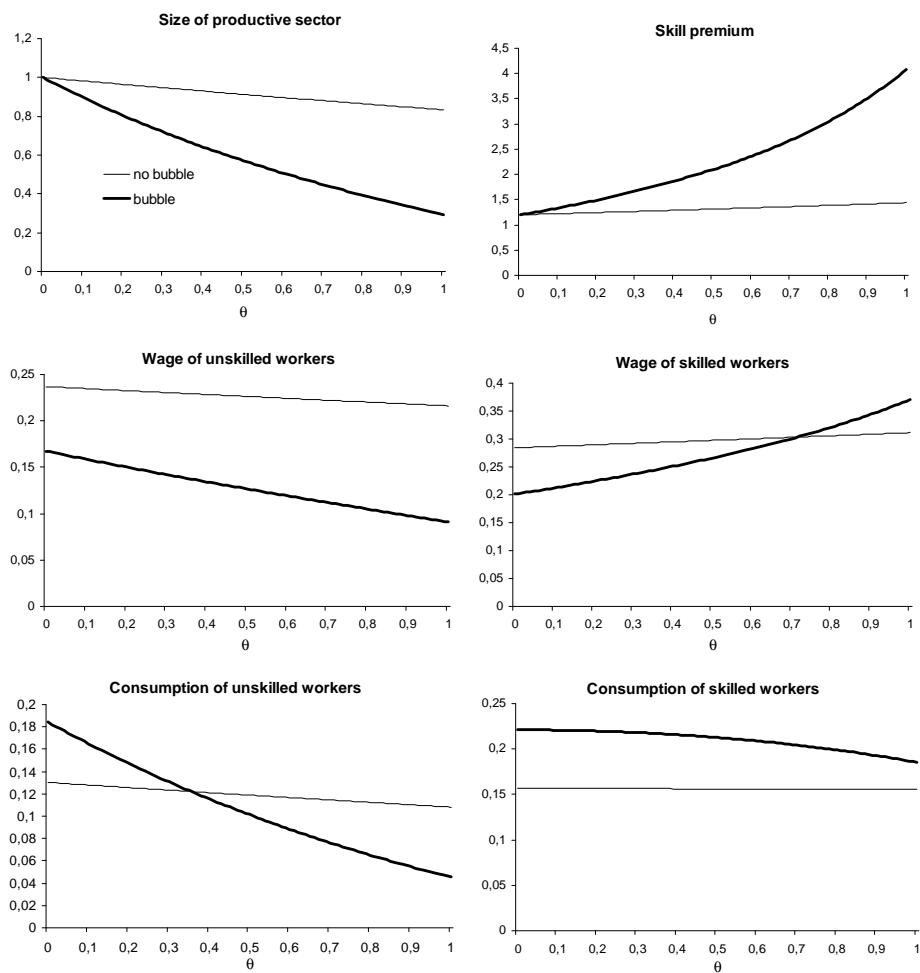 Size of productive sector
1,2
1
0,8
0,6
0,4
0,2
0
no bubble
bubble
0 0,1 0,2 0,3 0,4 0,5 0,6 0,7 0,8 0,9 1
θ
Skill premium
4,5
4
3,5
3
2,5
2
1,5
1
0,5
0
0 0,1 0,2 0,3 0,4 0,5 0,6 0,7 0,8 0,9 1
θ
Wage of unskilled workers
0,25
0,2
0,15
0,1
0,05
0
0 0,1 0,2 0,3 0,4 0,5 0,6 0,7 0,8 0,9 1
θ
Wage of skilled workers
0,4
0,35
0,3
0,25
0,2
0,15
0,1
0,05
0
0 0,1 0,2 0,3 0,4 0,5 0,6 0,7 0,8 0,9 1
θ
Consumption of unskilled workers
0,2
0,18
0,16
0,14
0,12
0,1
0,08
0,06
0,04
0,02
0
0 0,1 0,2 0,3 0,4 0,5 0,6 0,7 0,8 0,9 1
θ
Consumption of skilled workers
0,25
0,2
0,15
0,1
0,05
0
0 0,1 0,2 0,3 0,4 0,5 0,6 0,7 0,8 0,9 1
θ